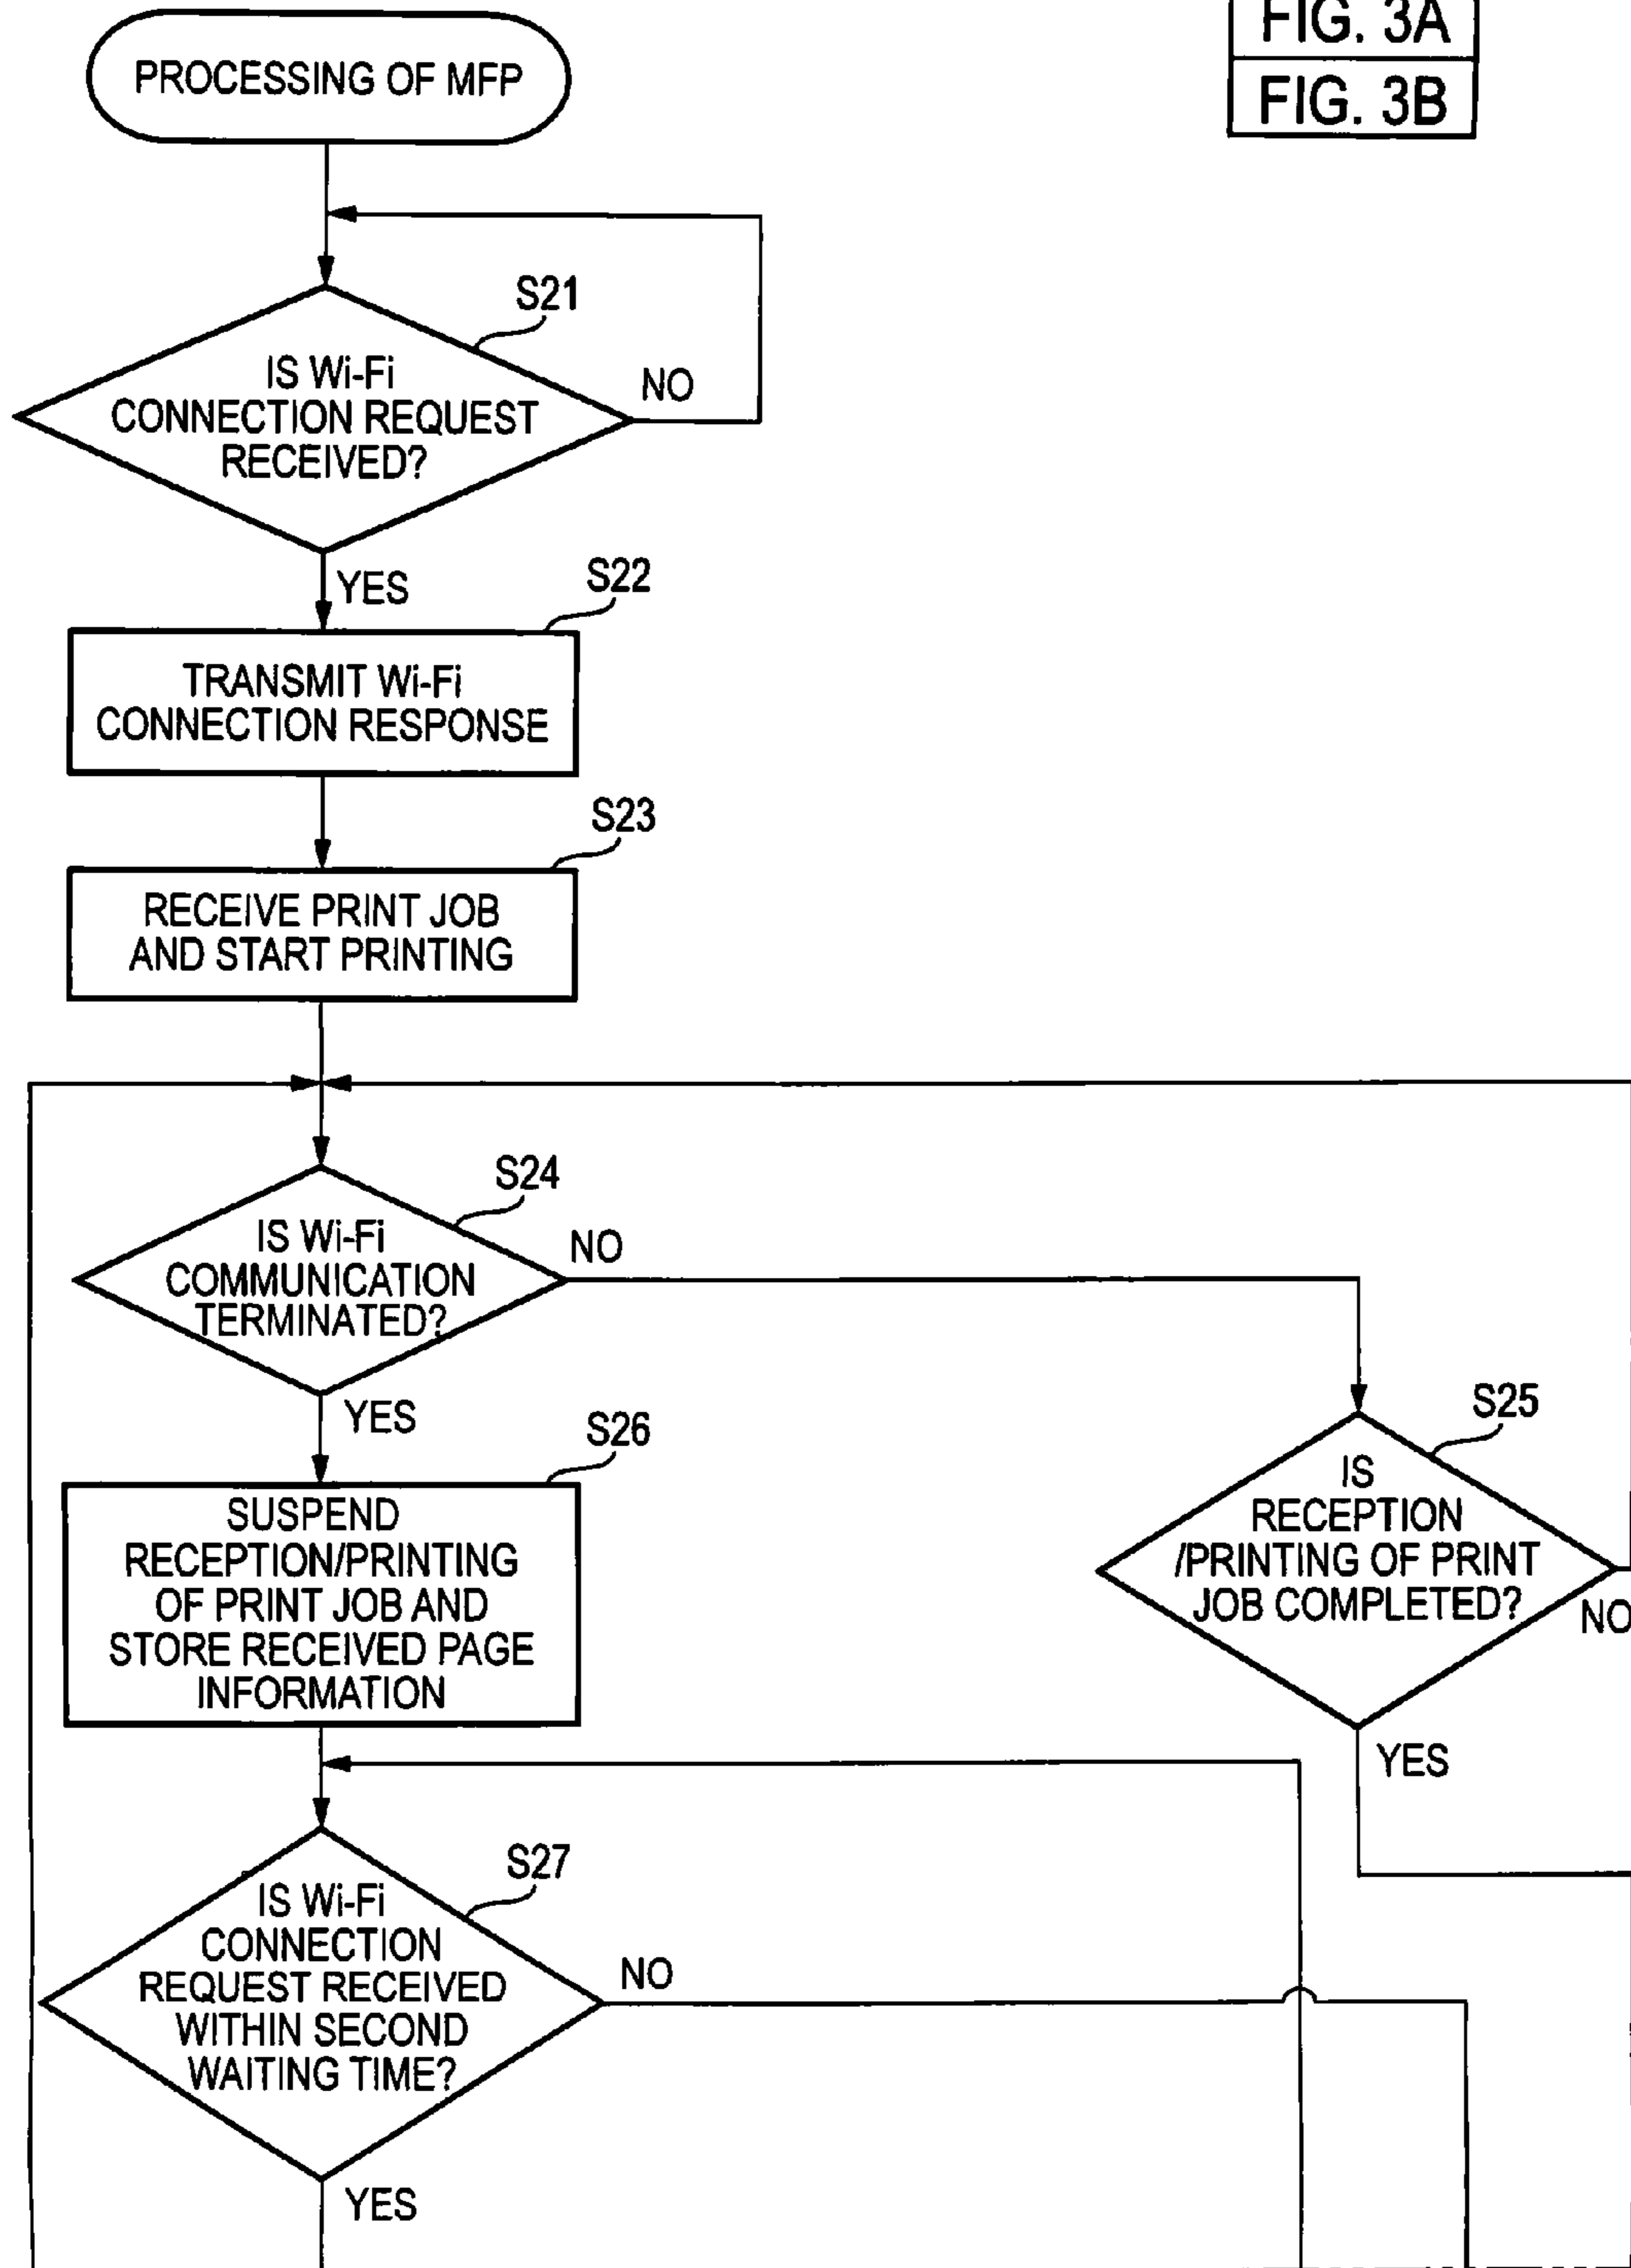 FIG. 3A
FIG. 3B
PROCESSING OF MFP
S21
IS Wi-Fi
CONNECTION REQUEST
RECEIVED?
NO
YES
S22
TRANSMIT Wi-Fi
CONNECTION RESPONSE
S23
RECEIVE PRINT JOB
AND START PRINTING
S24
IS Wi-Fi
COMMUNICATION
TERMINATED?
NO
YES
S25
IS
RECEPTION
/PRINTING OF PRINT
JOB COMPLETED?
NO
YES
S26
SUSPEND
RECEPTION/PRINTING
OF PRINT JOB AND
STORE RECEIVED PAGE
INFORMATION
S27
IS Wi-Fi
CONNECTION
REQUEST RECEIVED
WITHIN SECOND
WAITING TIME?
NO
YES